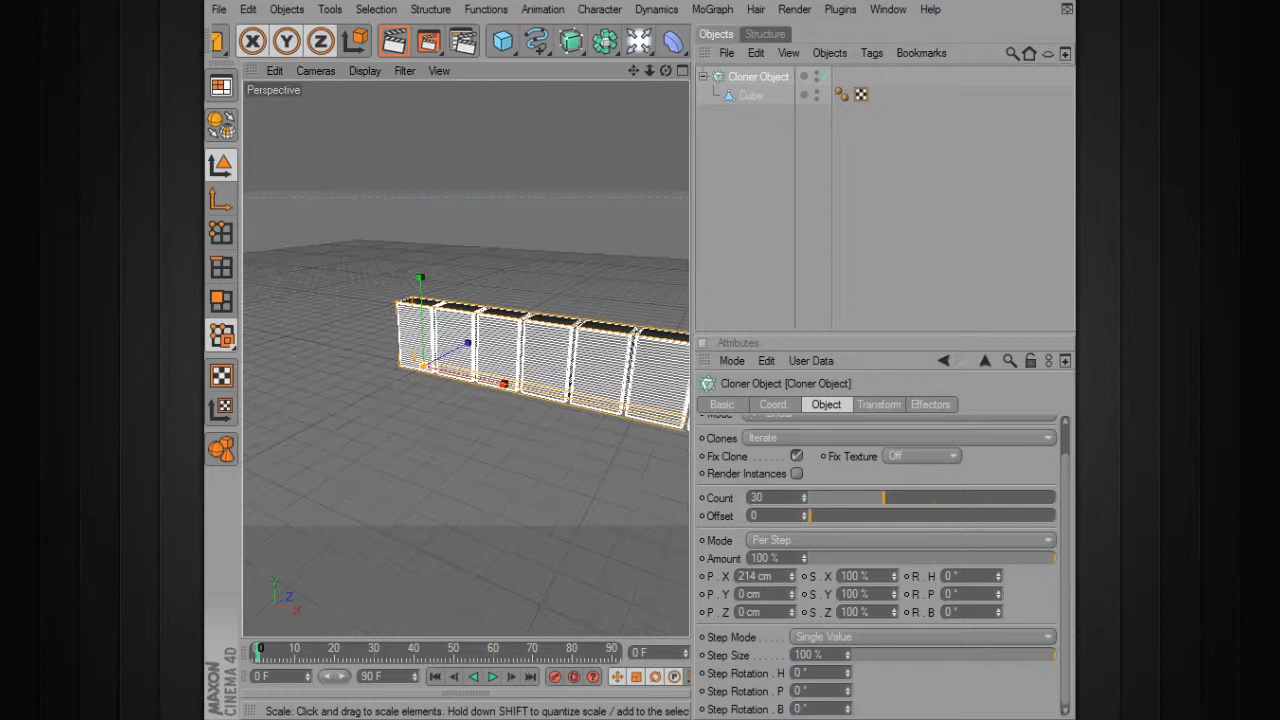 File Edit Objects Tools Selection Structure Functions Animation Character Dynamics MoGraph Hair Render Plugins Window Help
X Y Z
Objects Structure
File Edit View Objects Tags Bookmarks
Edit Cameras Display Filter View
Perspective
Cloner Object
Cube
Y
Z
X
Attributes
Mode Edit User Data
Cloner Object [Cloner Object]
Basic Coord. Object Transform Effectors
Clones Iterate
Fix Clone Fix Texture Off
Render Instances
Count 30
Offset 0
Mode Per Step
Amount 100 %
P . X 214 cm S . X 100 % R . H 0 °
P . Y 0 cm S . Y 100 % R . P 0 °
P . Z 0 cm S . Z 100 % R . B 0 °
Step Mode Single Value
Step Size 100 %
Step Rotation . H 0 °
Step Rotation . P 0 °
Step Rotation . B 0 °
0 10 20 30 40 50 60 70 80 90 0 F
0 F 90 F
P
MAXON
CINEMA 4D
Scale: Click and drag to scale elements. Hold down SHIFT to quantize scale / add to the selec